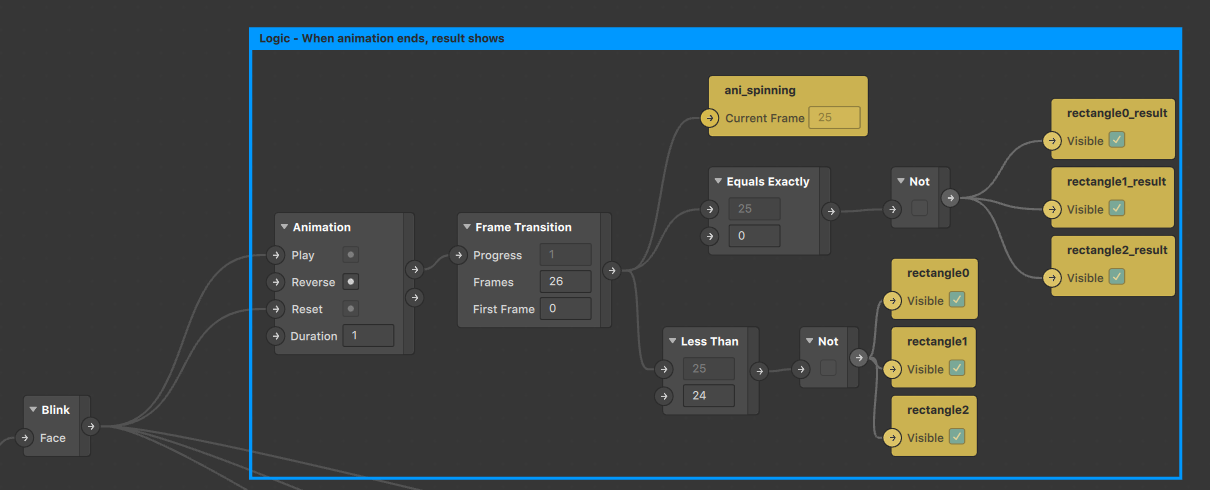 Logic - When animation ends, result shows
ani_spinning
Current Frame 25
rectangle0_result
Visible
Equals Exactly
25
0
Not
rectangle1_result
Visible
Animation
Play
Reverse
Reset
Duration 1
Frame Transition
Progress 1
Frames 26
First Frame 0
rectangle2_result
Visible
rectangle0
Visible
Less Than
25
24
Not
rectangle1
Visible
Blink
Face
rectangle2
Visible